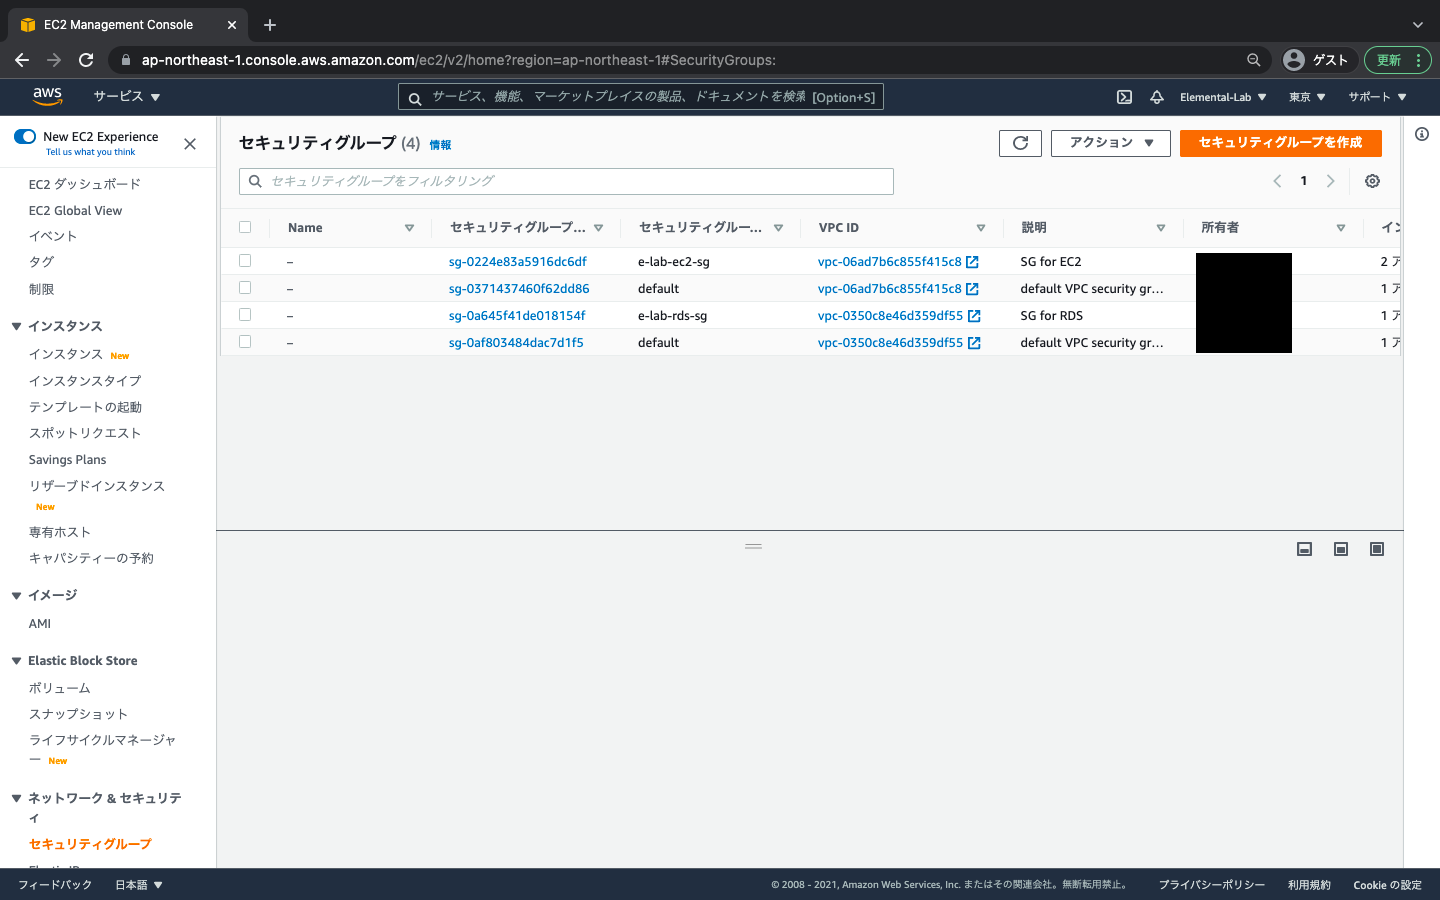 EC2 Management Console
ap-northeast-1.console.aws.amazon.com/ec2/v2/home?region=ap-northeast-1#SecurityGroups:
ゲスト
更新
aws
サービス
サービス、機能、マーケットプレイスの製品、ドキュメントを検索 [Option+S]
Elemental-Lab
東京
サポート
New EC2 Experience
Tell us what you think
EC2 ダッシュボード
EC2 Global View
イベント
タグ
制限
インスタンス
インスタンス New
インスタンスタイプ
テンプレートの起動
スポットリクエスト
Savings Plans
リザーブドインスタンス
New
専有ホスト
キャパシティーの予約
イメージ
AMI
Elastic Block Store
ボリューム
スナップショット
ライフサイクルマネージャ
ー New
ネットワーク & セキュリテ
ィ
セキュリティグループ
セキュリティグループ (4) 情報
アクション
セキュリティグループを作成
セキュリティグループをフィルタリング
1
Name セキュリティグループ... セキュリティグルー... VPC ID 説明 所有者 イン
– sg-0224e83a5916dc6df e-lab-ec2-sg vpc-06ad7b6c855f415c8 SG for EC2 2 ア
– sg-0371437460f62dd86 default vpc-06ad7b6c855f415c8 default VPC security gr... 1 ア
– sg-0a645f41de018154f e-lab-rds-sg vpc-0350c8e46d359df55 SG for RDS 1 ア
– sg-0af803484dac7d1f5 default vpc-0350c8e46d359df55 default VPC security gr... 1 ア
フィードバック
日本語
© 2008 - 2021, Amazon Web Services, Inc. またはその関連会社。無断転用禁止。
プライバシーポリシー
利用規約
Cookie の設定